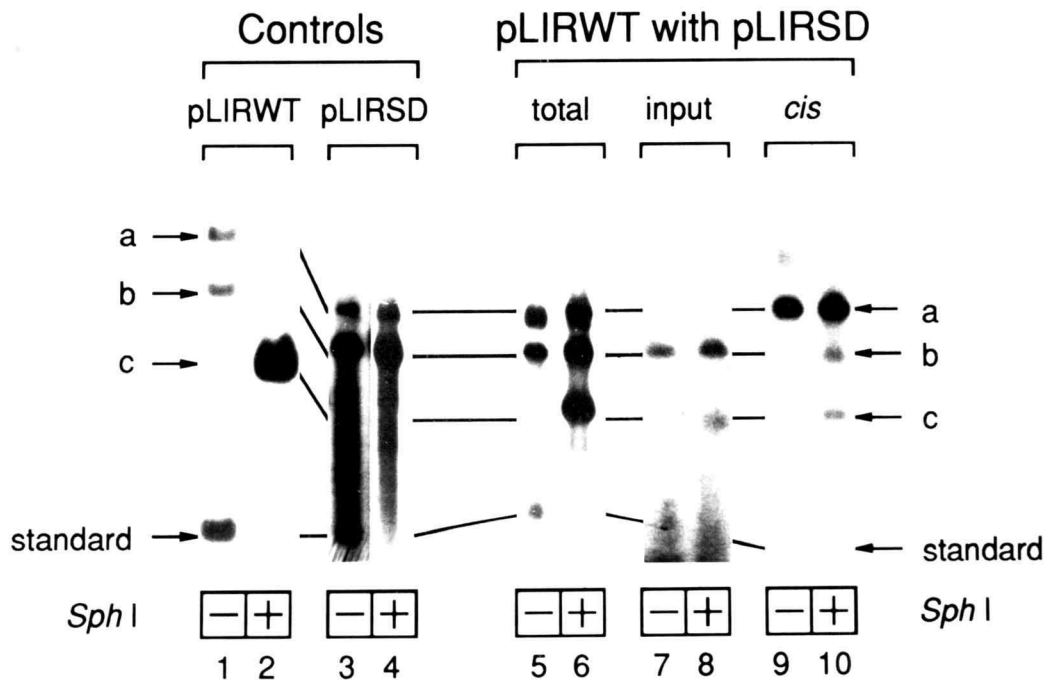 Controls pLIRWT with pLIRSD
pLIRWT pLIRSD total input cis
a
b
c
standard
a
b
c
standard
Sph I − + − + − + − + − + Sph I
1 2 3 4 5 6 7 8 9 10